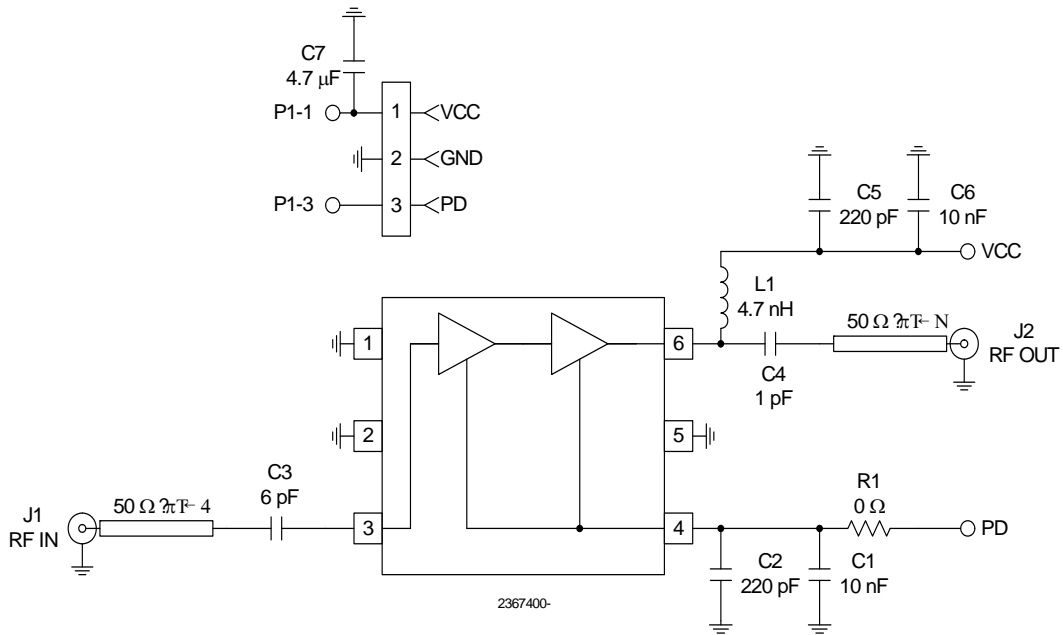 C7
4.7 µF
P1-1
1
VCC
2
GND
P1-3
3
PD
C5
220 pF
C6
10 nF
VCC
L1
4.7 nH
50 Ω
J2
RF OUT
C4
1 pF
1
6
2
5
C3
6 pF
50 Ω
J1
RF IN
3
4
R1
0 Ω
PD
C2
220 pF
C1
10 nF
2367400-